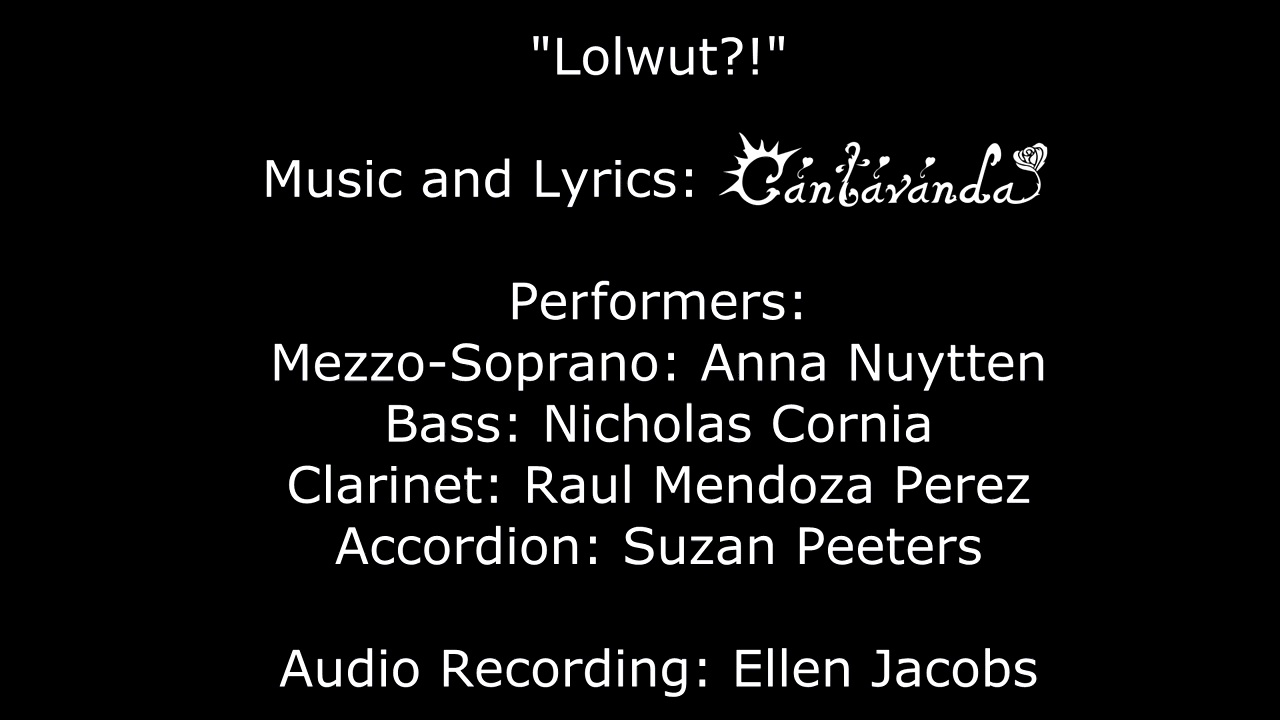 "Lolwut?!"
Music and Lyrics: Cantavanda
Performers:
Mezzo-Soprano: Anna Nuytten
Bass: Nicholas Cornia
Clarinet: Raul Mendoza Perez
Accordion: Suzan Peeters
Audio Recording: Ellen Jacobs